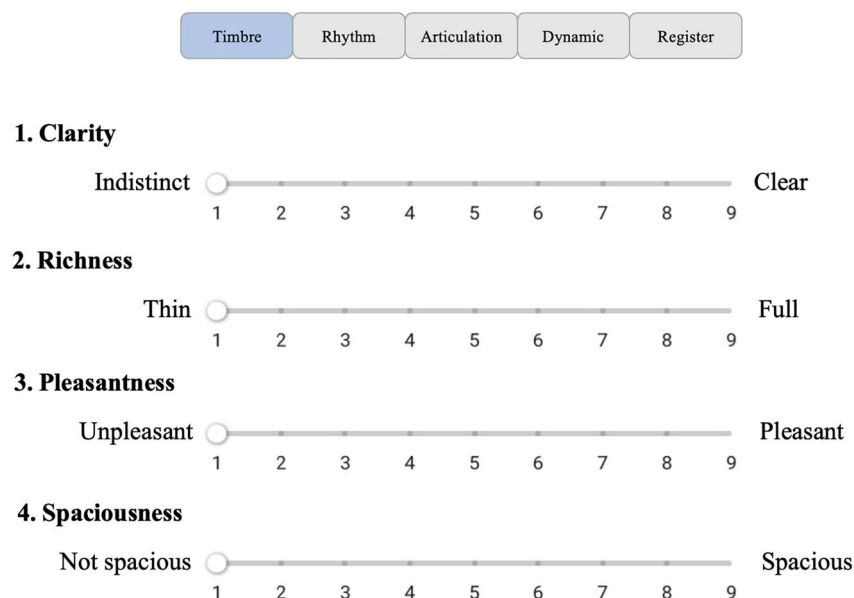 Timbre Rhythm Articulation Dynamic Register
1. Clarity
Indistinct Clear
1 2 3 4 5 6 7 8 9
2. Richness
Thin Full
1 2 3 4 5 6 7 8 9
3. Pleasantness
Unpleasant Pleasant
1 2 3 4 5 6 7 8 9
4. Spaciousness
Not spacious Spacious
1 2 3 4 5 6 7 8 9